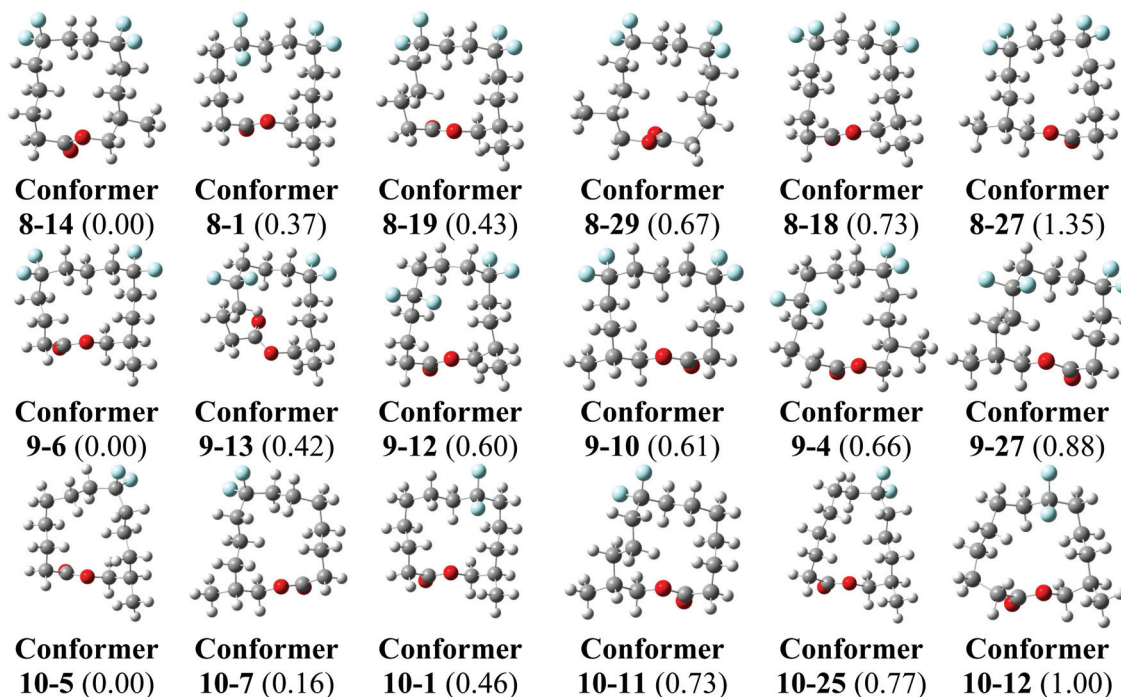 Conformer Conformer Conformer Conformer Conformer Conformer
8-14 (0.00) 8-1 (0.37) 8-19 (0.43) 8-29 (0.67) 8-18 (0.73) 8-27 (1.35)
Conformer Conformer Conformer Conformer Conformer Conformer
9-6 (0.00) 9-13 (0.42) 9-12 (0.60) 9-10 (0.61) 9-4 (0.66) 9-27 (0.88)
Conformer Conformer Conformer Conformer Conformer Conformer
10-5 (0.00) 10-7 (0.16) 10-1 (0.46) 10-11 (0.73) 10-25 (0.77) 10-12 (1.00)